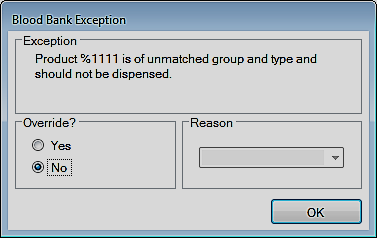 Blood Bank Exception
Exception
Product %1111 is of unmatched group and type and
should not be dispensed.
Override?
Yes
No
Reason
OK